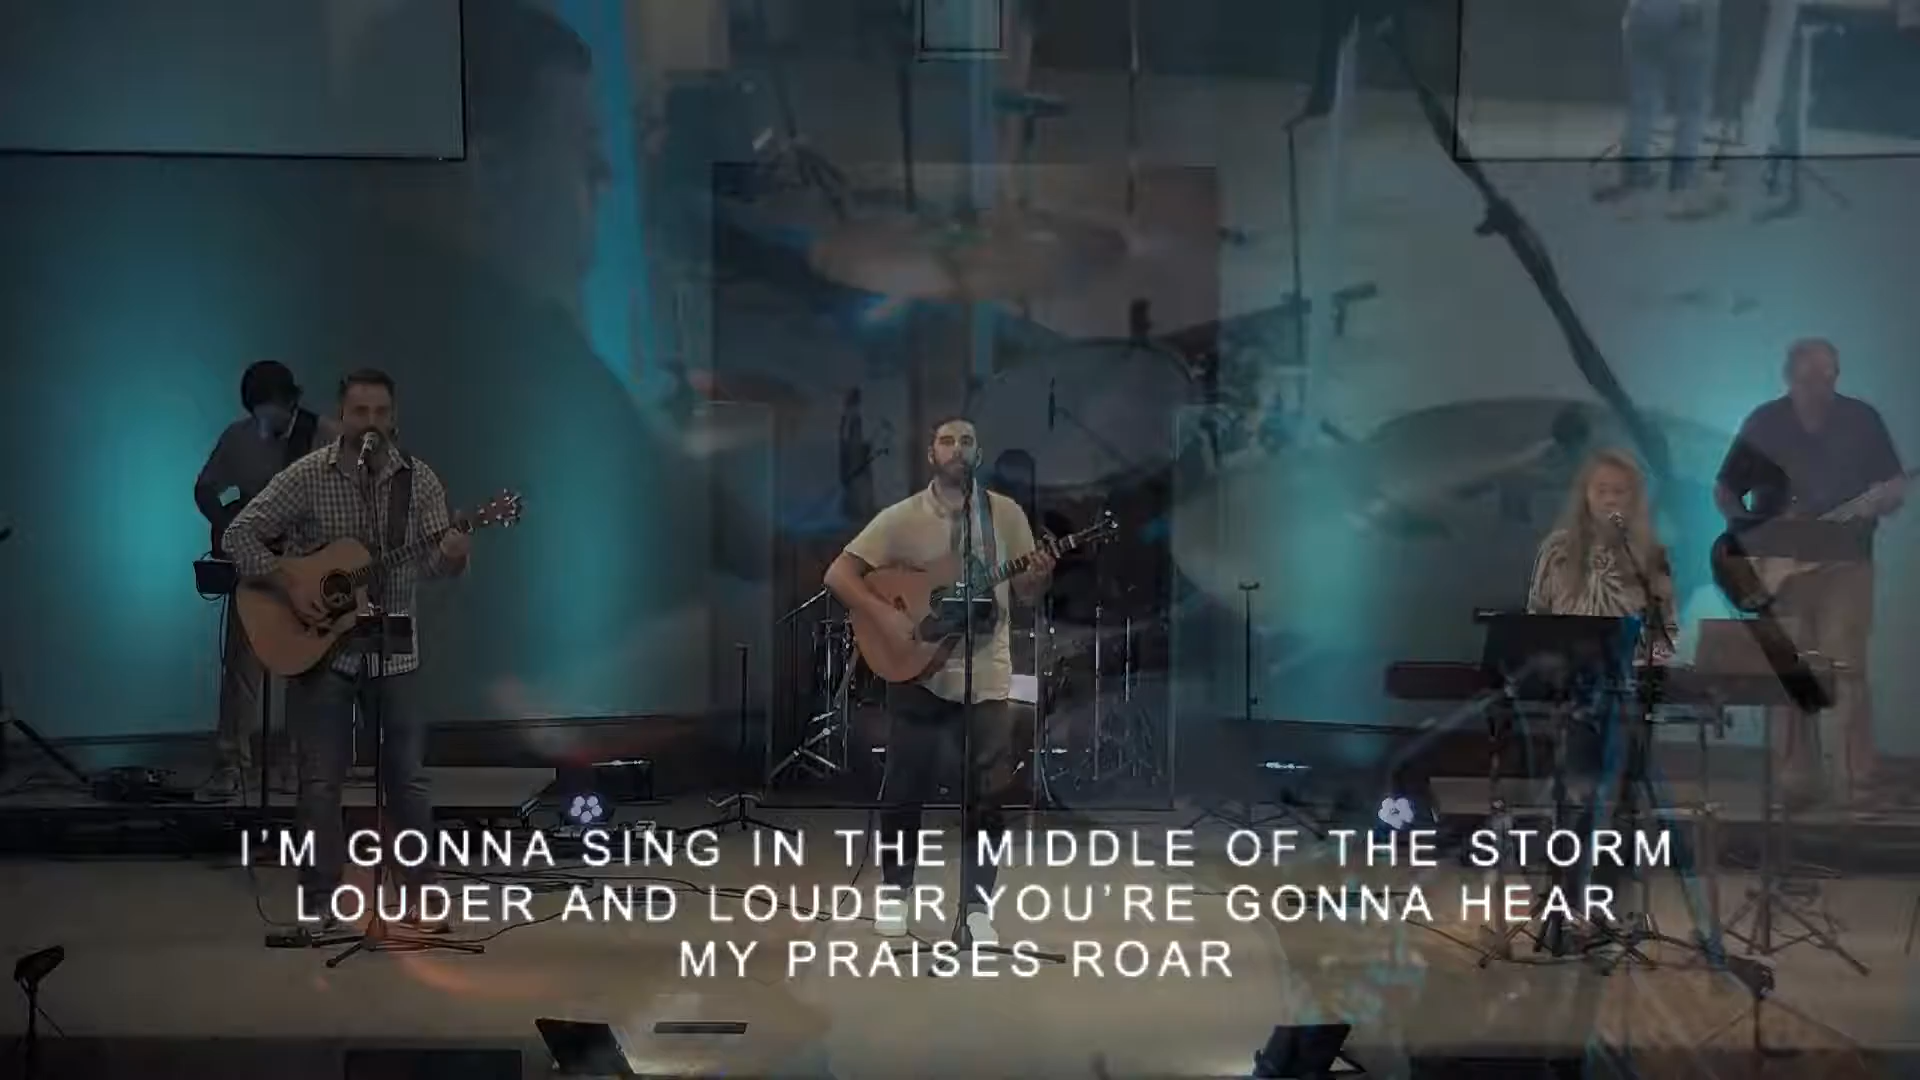 I'M GONNA SING IN THE MIDDLE OF THE STORM
LOUDER AND LOUDER YOU'RE GONNA HEAR
MY PRAISES ROAR